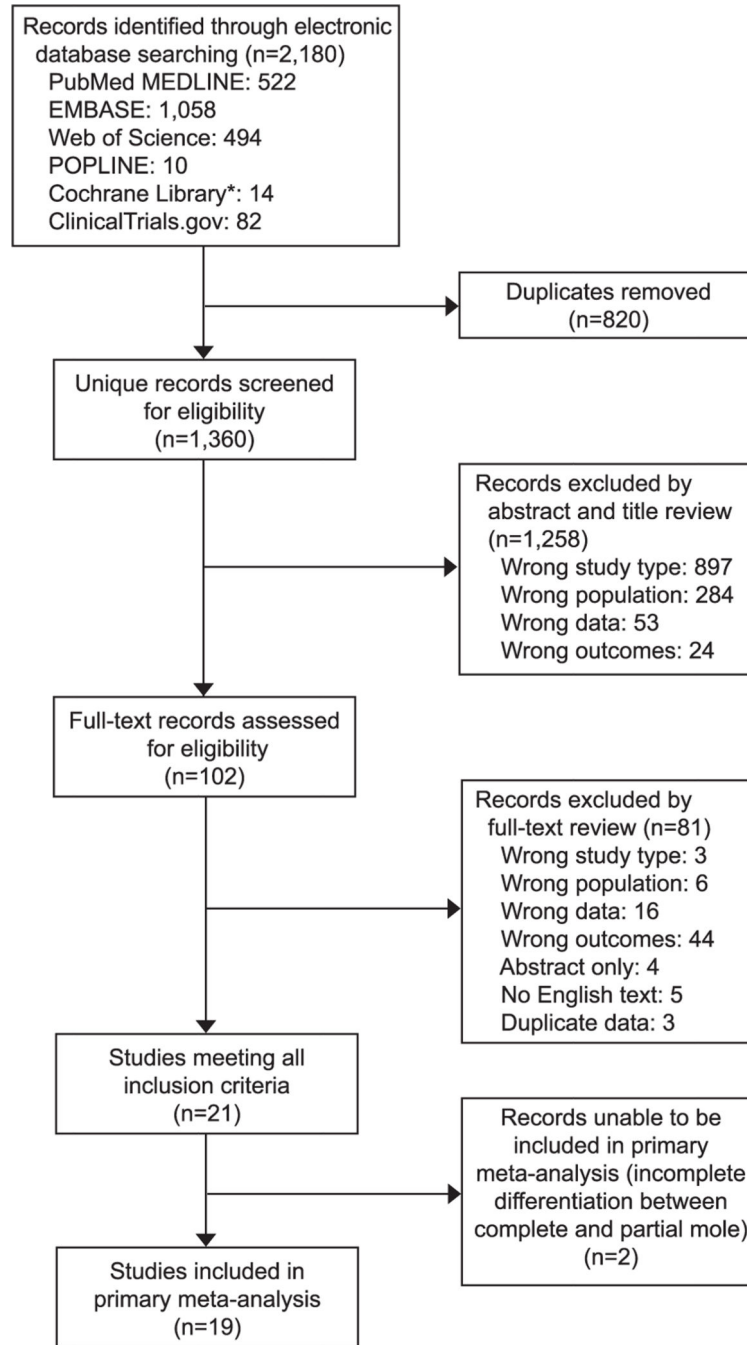 Records identified through electronic
database searching (n=2,180)
PubMed MEDLINE: 522
EMBASE: 1,058
Web of Science: 494
POPLINE: 10
Cochrane Library*: 14
ClinicalTrials.gov: 82
Duplicates removed
(n=820)
Unique records screened
for eligibility
(n=1,360)
Records excluded by
abstract and title review
(n=1,258)
Wrong study type: 897
Wrong population: 284
Wrong data: 53
Wrong outcomes: 24
Full-text records assessed
for eligibility
(n=102)
Records excluded by
full-text review (n=81)
Wrong study type: 3
Wrong population: 6
Wrong data: 16
Wrong outcomes: 44
Abstract only: 4
No English text: 5
Duplicate data: 3
Studies meeting all
inclusion criteria
(n=21)
Records unable to be
included in primary
meta-analysis (incomplete
differentiation between
complete and partial mole)
(n=2)
Studies included in
primary meta-analysis
(n=19)